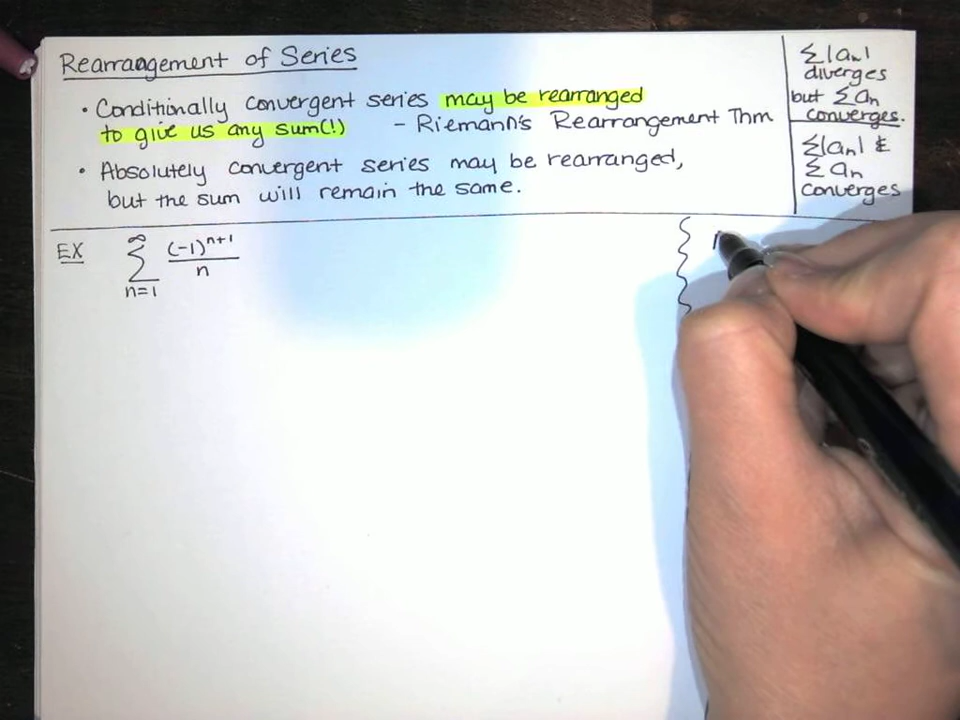 Rearrangement of Series
• Conditionally convergent series may be rearranged
to give us any sum(!) - Riemann's Rearrangement Thm
• Absolutely convergent series may be rearranged,
but the sum will remain the same.
∑|aₙ|
diverges
but ∑aₙ
converges.
∑|aₙ| &
∑aₙ
converges
EX ∑_{n=1}^{∞} (-1)^{n+1}/n